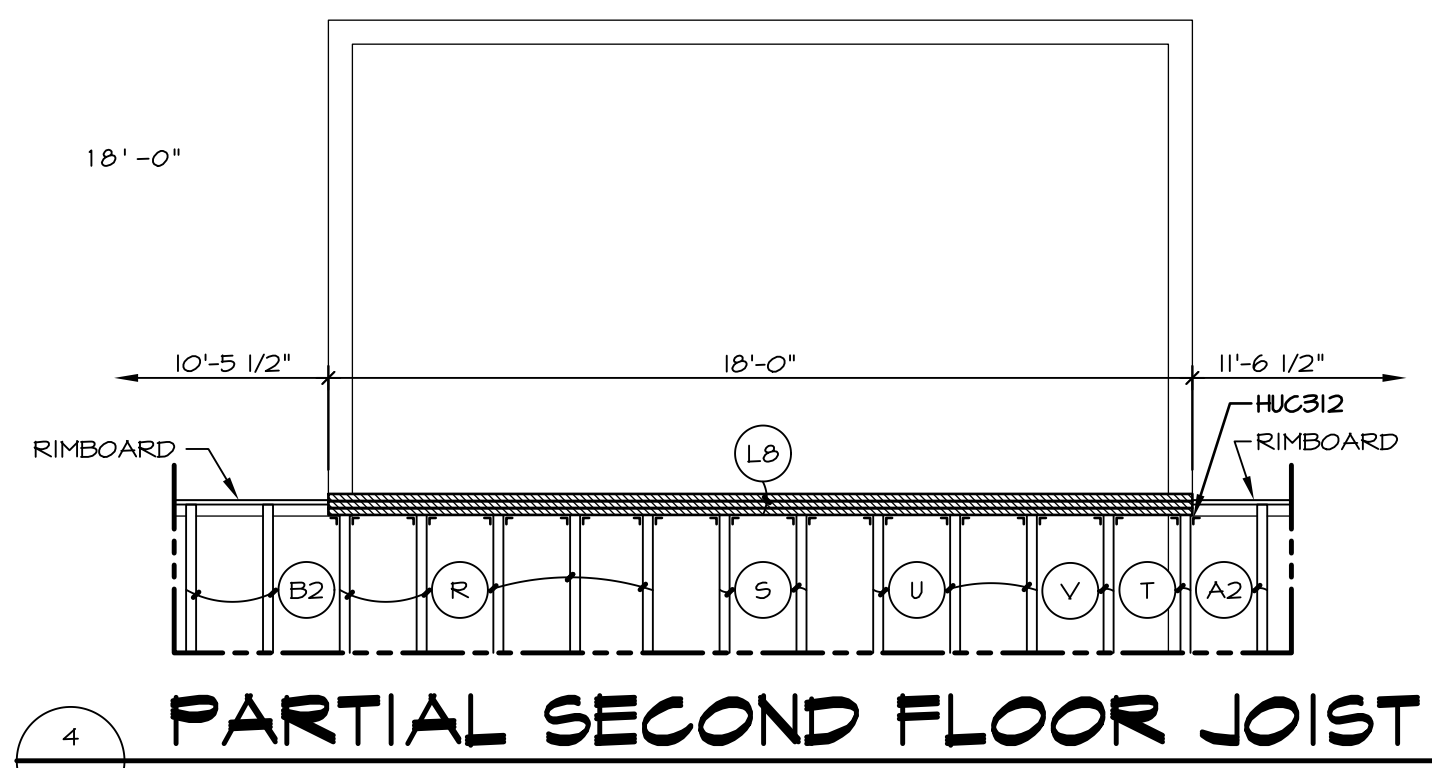 18'-0"
10'-5 1/2"
18'-0"
11'-6 1/2"
HUC312
RIMBOARD
RIMBOARD
L8
B2
R
S
U
V
T
A2
4
PARTIAL SECOND FLOOR JOIST